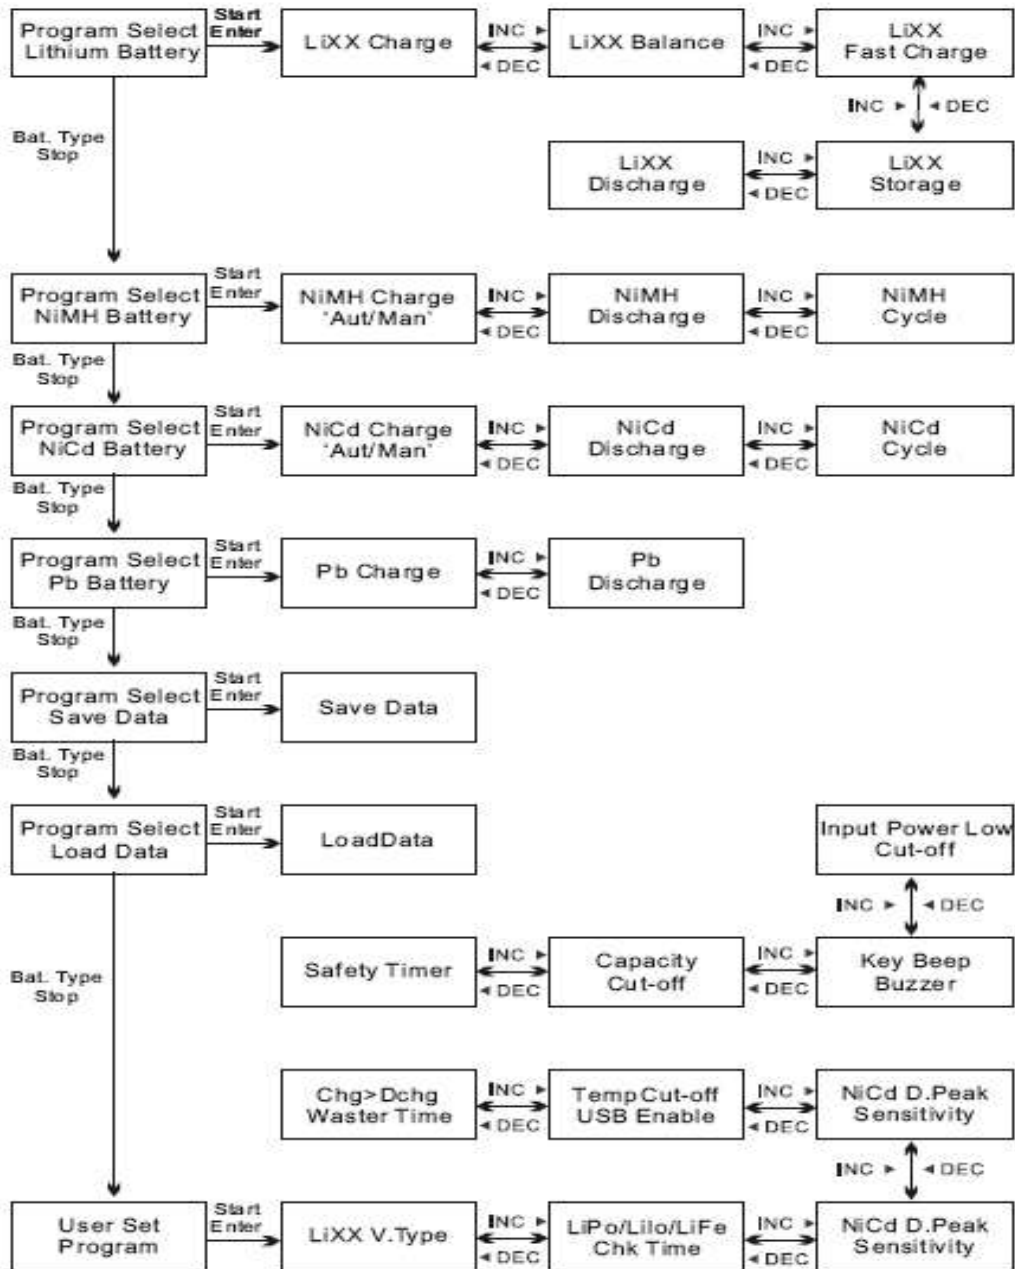 Start
Enter
Program Select
Lithium Battery
LiXX Charge
INC ►
◄ DEC
LiXX Balance
INC ►
◄ DEC
LiXX
Fast Charge
INC ► ◄ DEC
Bat. Type
Stop
LiXX
Discharge
INC ►
◄ DEC
LiXX
Storage
Program Select
NiMH Battery
Start
Enter
NiMH Charge
'Aut/Man'
INC ►
◄ DEC
NiMH
Discharge
INC ►
◄ DEC
NiMH
Cycle
Bat. Type
Stop
Program Select
NiCd Battery
Start
Enter
NiCd Charge
'Aut/Man'
INC ►
◄ DEC
NiCd
Discharge
INC ►
◄ DEC
NiCd
Cycle
Bat. Type
Stop
Program Select
Pb Battery
Start
Enter
Pb Charge
INC ►
◄ DEC
Pb
Discharge
Bat. Type
Stop
Program Select
Save Data
Start
Enter
Save Data
Bat. Type
Stop
Program Select
Load Data
Start
Enter
LoadData
Input Power Low
Cut-off
INC ► ◄ DEC
Bat. Type
Stop
Safety Timer
INC ►
◄ DEC
Capacity
Cut-off
INC ►
◄ DEC
Key Beep
Buzzer
Chg>Dchg
Waster Time
INC ►
◄ DEC
Temp Cut-off
USB Enable
INC ►
◄ DEC
NiCd D.Peak
Sensitivity
INC ► ◄ DEC
User Set
Program
Start
Enter
LiXX V.Type
INC ►
◄ DEC
LiPo/LiIo/LiFe
Chk Time
INC ►
◄ DEC
NiCd D.Peak
Sensitivity